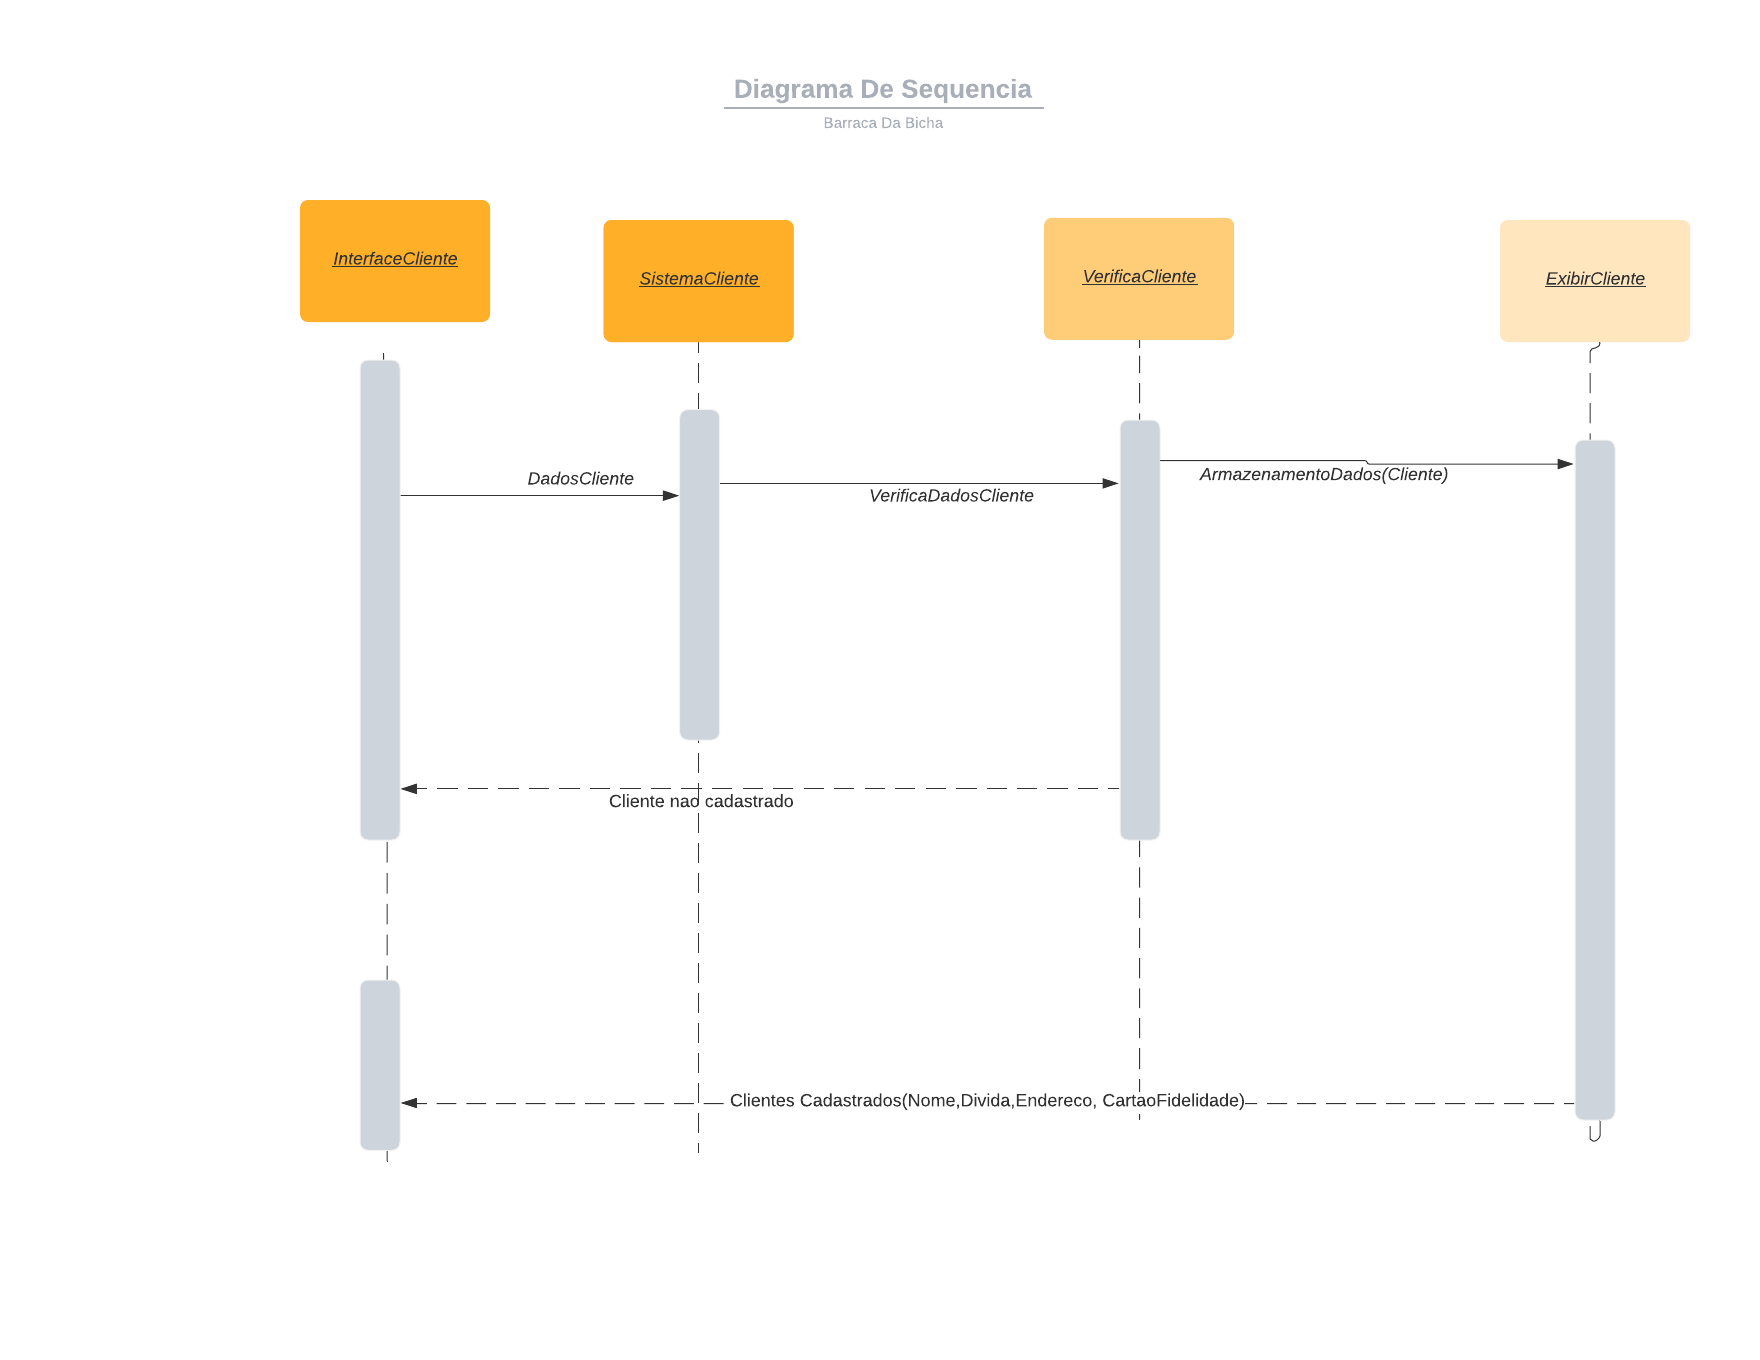 Diagrama De Sequencia
Barraca Da Bicha
InterfaceCliente
SistemaCliente
VerificaCliente
ExibirCliente
DadosCliente
VerificaDadosCliente
ArmazenamentoDados(Cliente)
Cliente nao cadastrado
Clientes Cadastrados(Nome,Divida,Endereco, CartaoFidelidade)